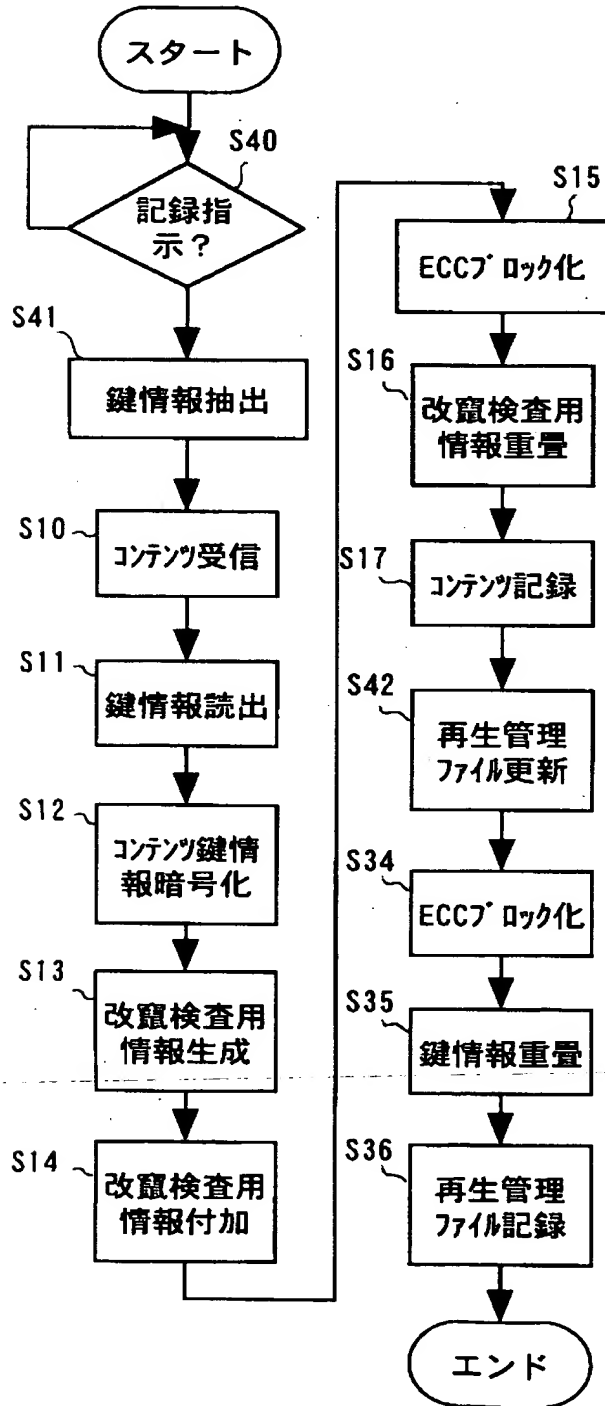 スタート
S40
記録指
示?
S41
鍵情報抽出
S10
コンテンツ受信
S11
鍵情報読出
S12
コンテンツ鍵情
報暗号化
S13
改竄検査用
情報生成
S14
改竄検査用
情報付加
S15
ECCブロック化
S16
改竄検査用
情報重畳
S17
コンテンツ記録
S42
再生管理
ファイル更新
S34
ECCブロック化
S35
鍵情報重畳
S36
再生管理
ファイル記録
エンド